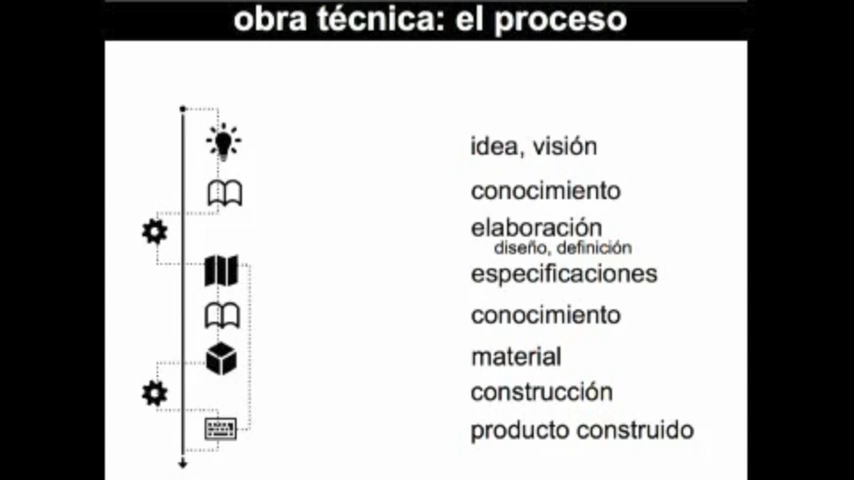 obra técnica: el proceso
idea, visión
conocimiento
elaboración
diseño, definición
especificaciones
conocimiento
material
construcción
producto construido